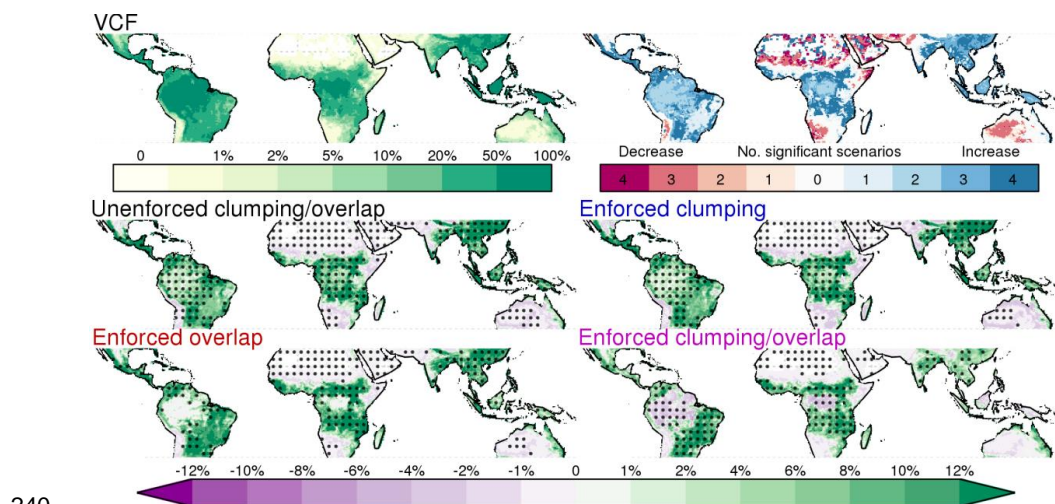 VCF
0 1% 2% 5% 10% 20% 50% 100%
Decrease No. significant scenarios Increase
4 3 2 1 0 1 2 3 4
Unenforced clumping/overlap Enforced clumping
Enforced overlap Enforced clumping/overlap
-12% -10% -8% -6% -4% -2% -1% 0 1% 2% 4% 6% 8% 10% 12%